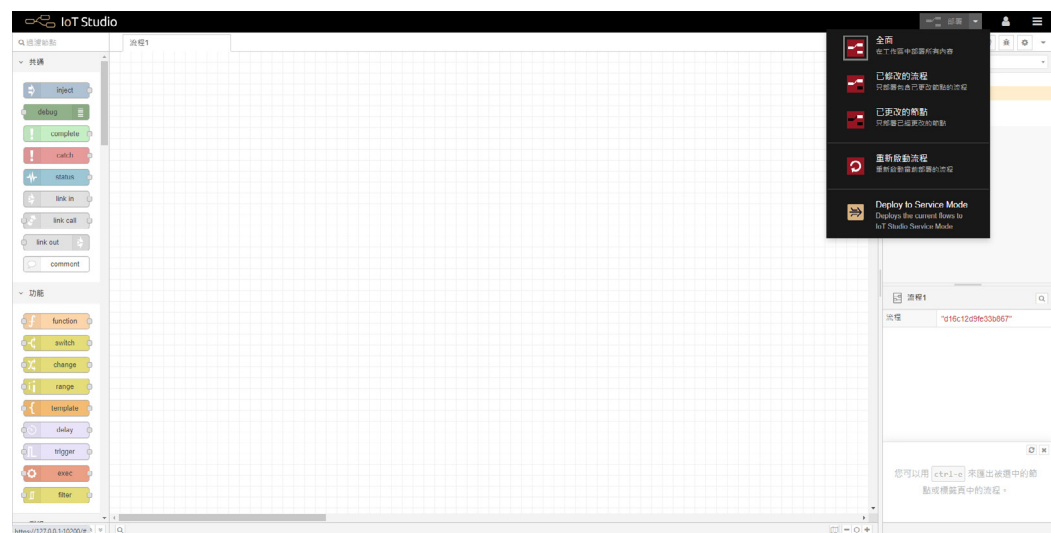 IoT Studio
部署
過濾節點
流程1
共通
inject
debug
complete
catch
status
link in
link call
link out
comment
功能
function
switch
change
range
template
delay
trigger
exec
filter
全面
在工作區中部署所有內容
已修改的流程
只部署包含已更改節點的流程
已更改的節點
只部署已經更改的節點
重新啟動流程
重新啟動當前部署的流程
Deploy to Service Mode
Deploys the current flows to
IoT Studio Service Mode
流程1
流程 "d16c12d9fe33b867"
您可以用 ctrl-c 來匯出被選中的節
點或標籤頁中的流程。